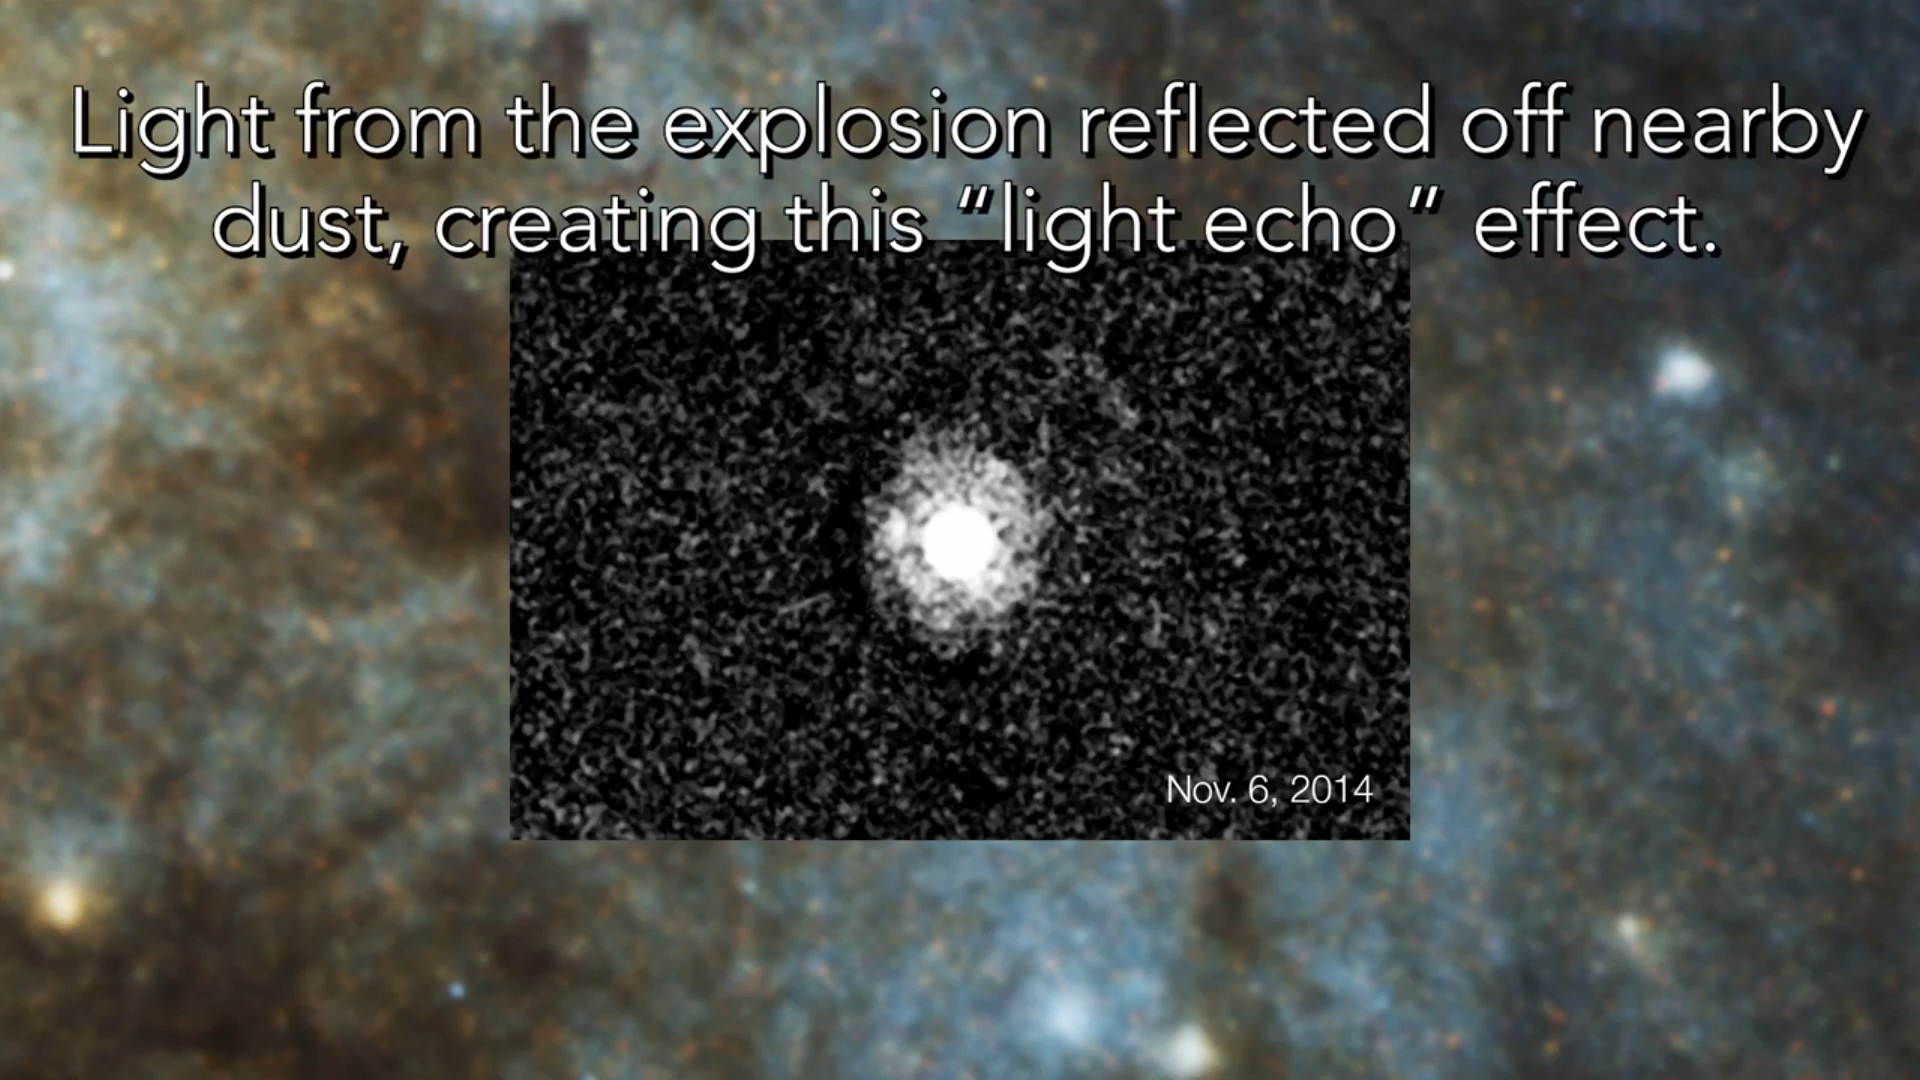 Light from the explosion reflected off nearby
dust, creating this “light echo” effect.
Nov. 6, 2014